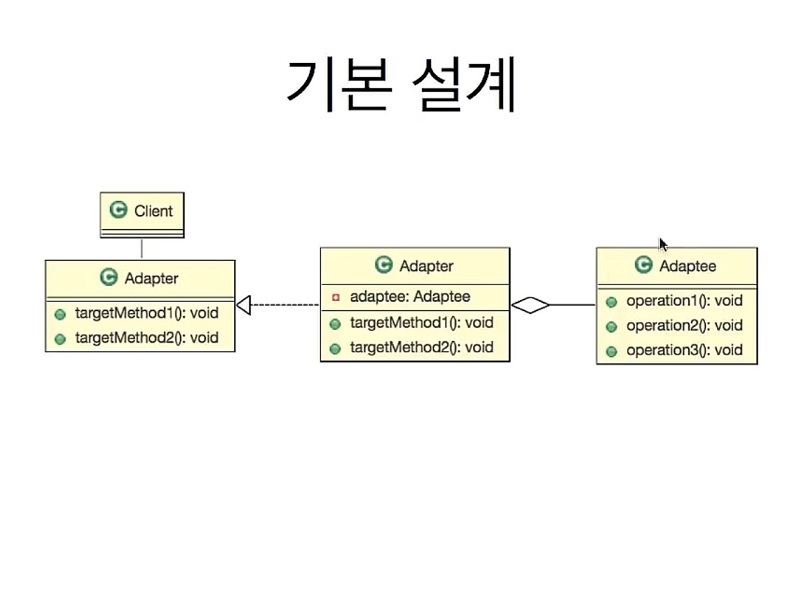 기본 설계
C Client
C Adapter
targetMethod1(): void
targetMethod2(): void
C Adapter
adaptee: Adaptee
targetMethod1(): void
targetMethod2(): void
C Adaptee
operation1(): void
operation2(): void
operation3(): void